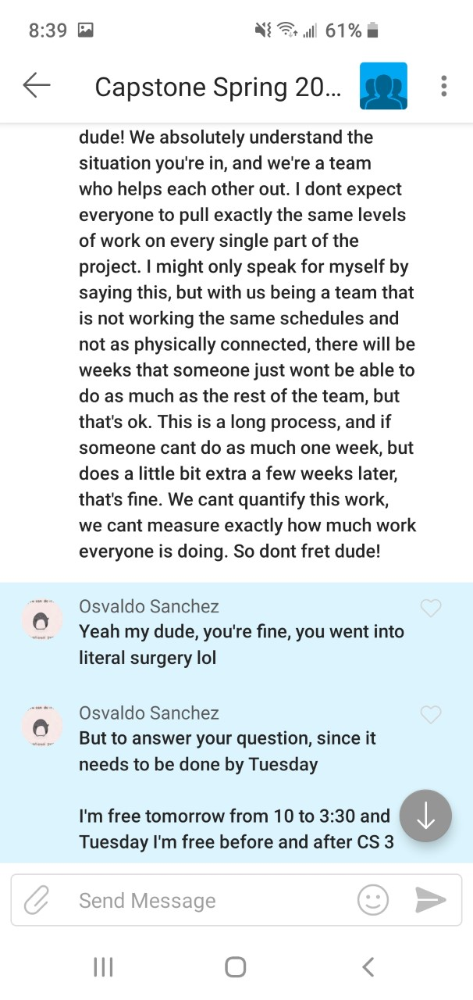 8:39 61%
Capstone Spring 20...
dude! We absolutely understand the
situation you're in, and we're a team
who helps each other out. I dont expect
everyone to pull exactly the same levels
of work on every single part of the
project. I might only speak for myself by
saying this, but with us being a team that
is not working the same schedules and
not as physically connected, there will be
weeks that someone just wont be able to
do as much as the rest of the team, but
that's ok. This is a long process, and if
someone cant do as much one week, but
does a little bit extra a few weeks later,
that's fine. We cant quantify this work,
we cant measure exactly how much work
everyone is doing. So dont fret dude!
Osvaldo Sanchez
Yeah my dude, you're fine, you went into
literal surgery lol
Osvaldo Sanchez
But to answer your question, since it
needs to be done by Tuesday
I'm free tomorrow from 10 to 3:30 and
Tuesday I'm free before and after CS 3
Send Message